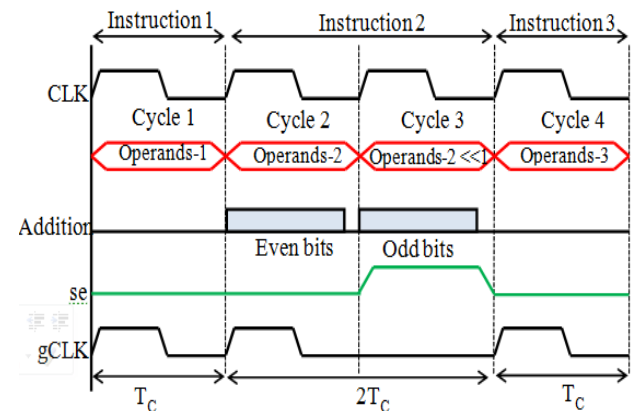 Instruction 1 Instruction 2 Instruction 3
CLK
Cycle 1 Cycle 2 Cycle 3 Cycle 4
Operands-1 Operands-2 Operands-2 <<1 Operands-3
Addition
Even bits Odd bits
se
gCLK
TC 2TC TC